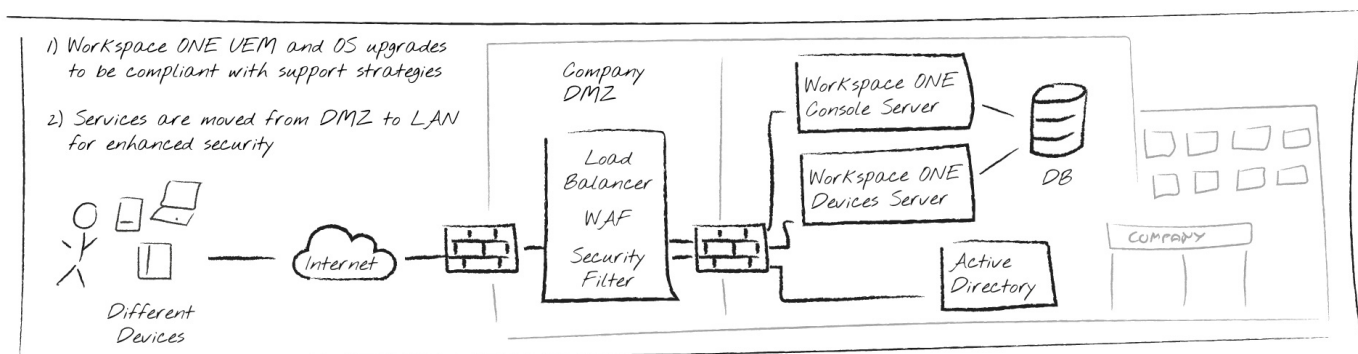 1) Workspace ONE UEM and OS upgrades
to be compliant with support strategies
2) Services are moved from DMZ to LAN
for enhanced security
Different
Devices
Internet
Company
DMZ
Load
Balancer
WAF
Security
Filter
Workspace ONE
Console Server
Workspace ONE
Devices Server
DB
Active
Directory
COMPANY